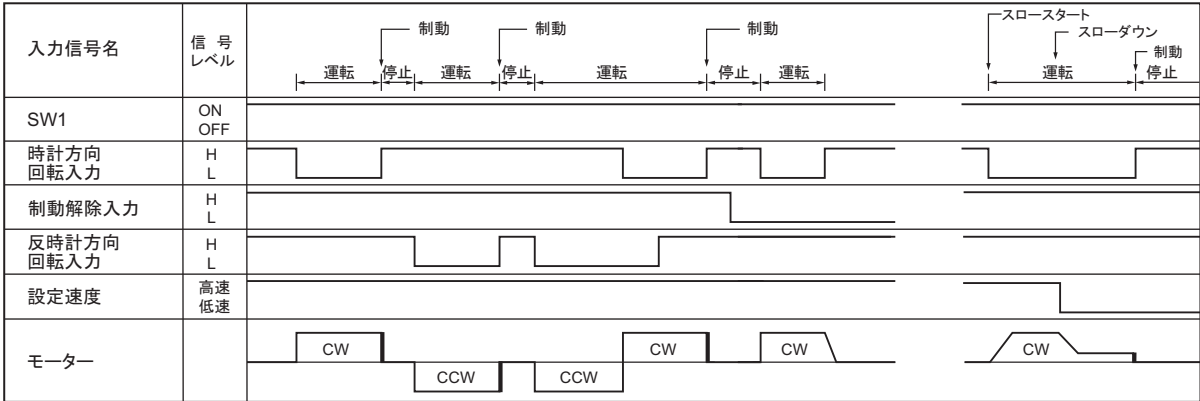 入力信号名
信 号
レベル
制動
制動
制動
スロースタート
スローダウン
制動
運転
停止
運転
停止
運転
停止
運転
運転
停止
SW1
ON
OFF
時計方向
回転入力
H
L
制動解除入力
H
L
反時計方向
回転入力
H
L
設定速度
高速
低速
モーター
CW
CCW
CCW
CW
CW
CW